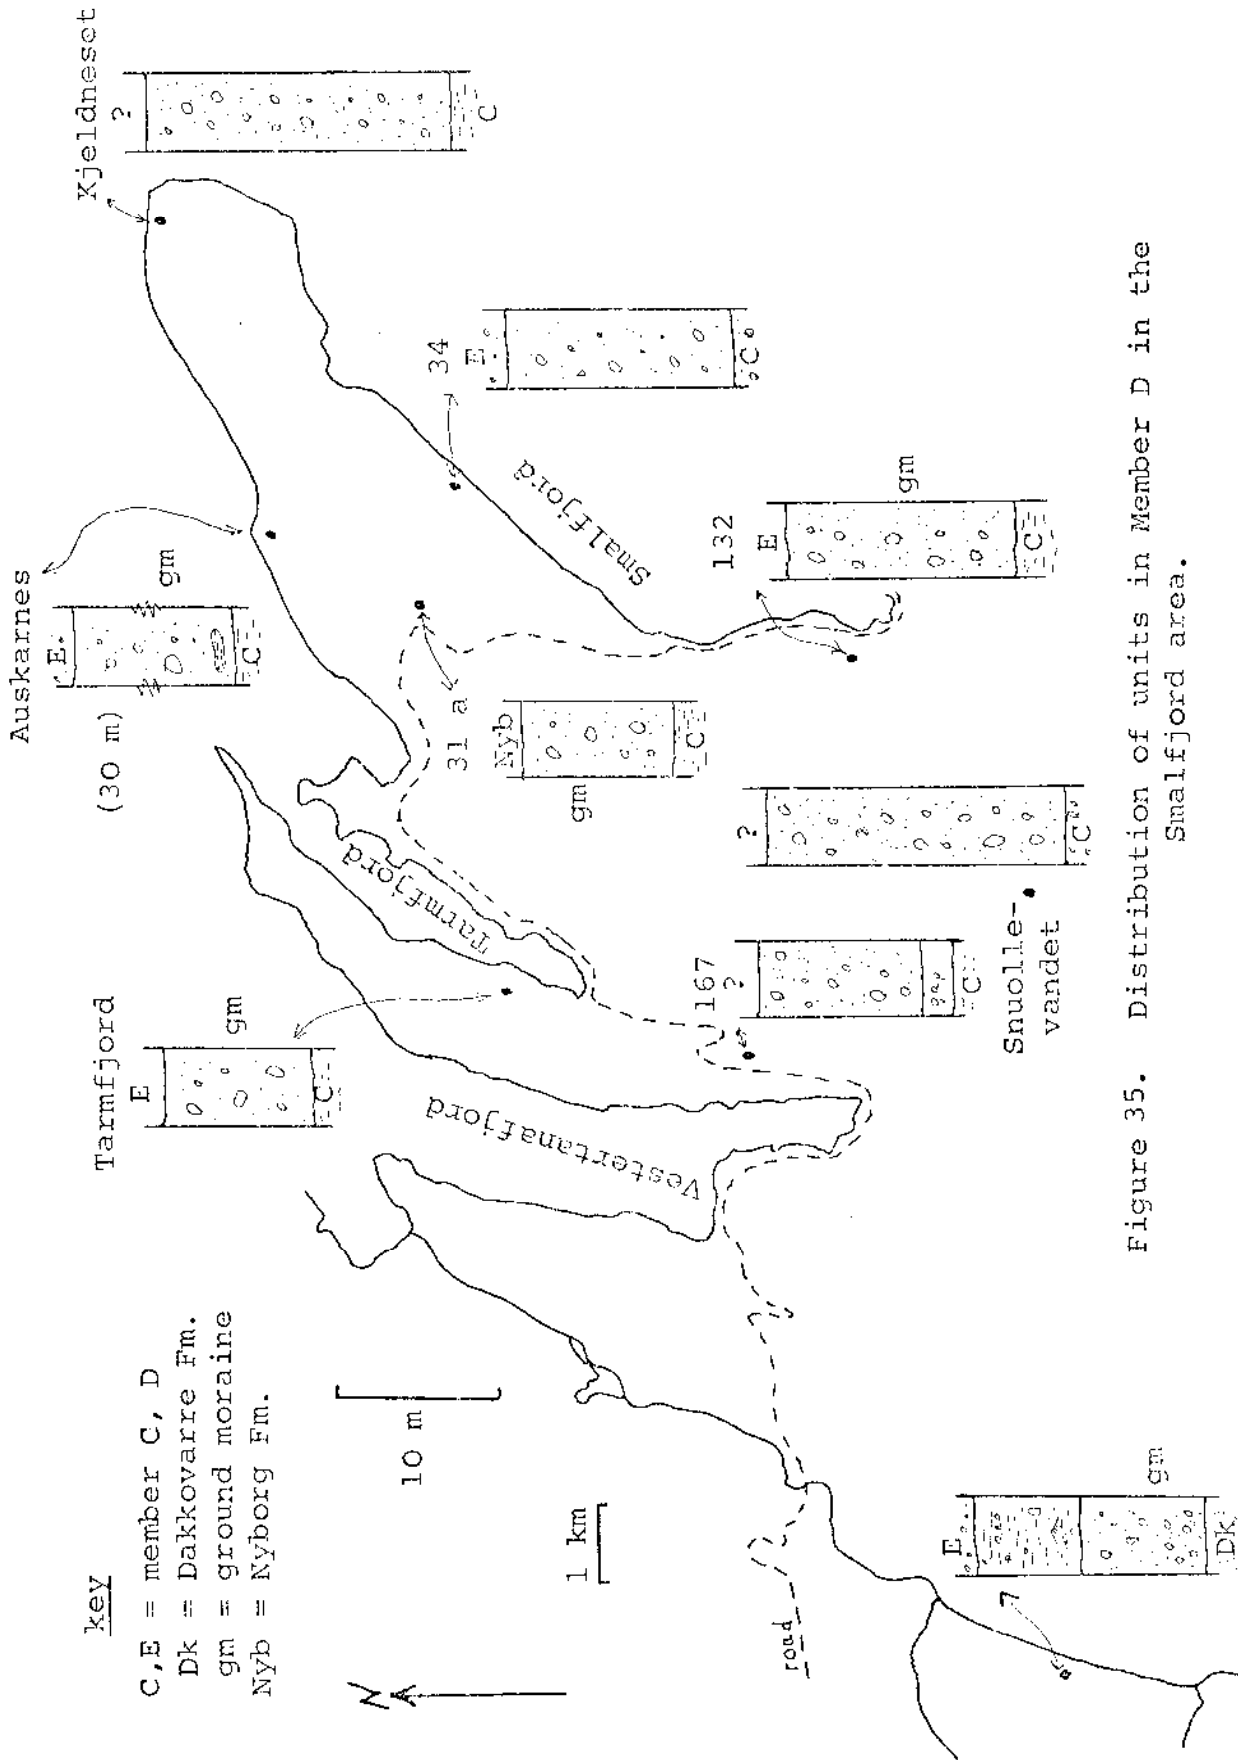 key
C,E = member C, D
Dk = Dakkovarre Fm.
gm = ground moraine
Nyb = Nyborg Fm.
N
10 m
1 km
road
Auskarnes
(30 m)
E
gm
C
Kjeldneset
?
C
Tarmfjord
E
gm
C
34
E
C
31 a
Nyb
gm
C
132
E
gm
C
167
?
gap
C
Snuolle-
vandet
?
C
7
E
gm
Dk
Vestertanafjord
Tarmfjord
Smalfjord
Figure 35. Distribution of units in Member D in the
Smalfjord area.